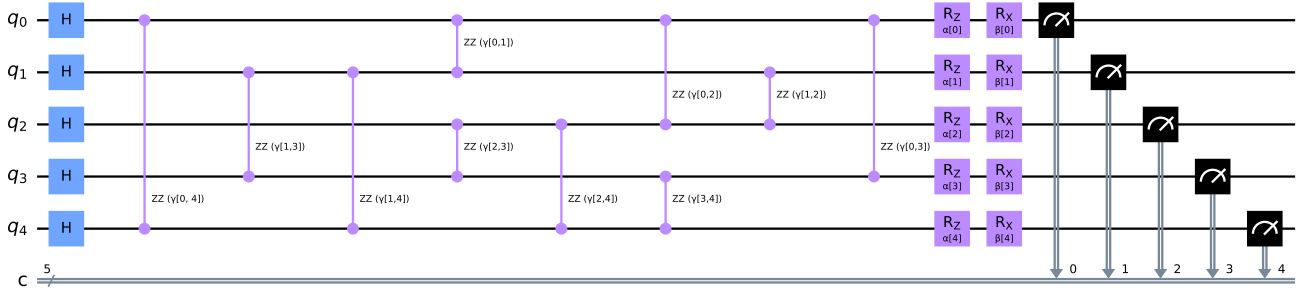 q0 H ZZ (γ[0,1]) RZ α[0] RX β[0]
q1 H ZZ (γ[0,2]) ZZ (γ[1,2]) RZ α[1] RX β[1]
q2 H ZZ (γ[1,3]) ZZ (γ[2,3]) ZZ (γ[0,3]) RZ α[2] RX β[2]
q3 H ZZ (γ[0, 4]) ZZ (γ[1,4]) ZZ (γ[2,4]) ZZ (γ[3,4]) RZ α[3] RX β[3]
q4 H RZ α[4] RX β[4]
c 5 0 1 2 3 4